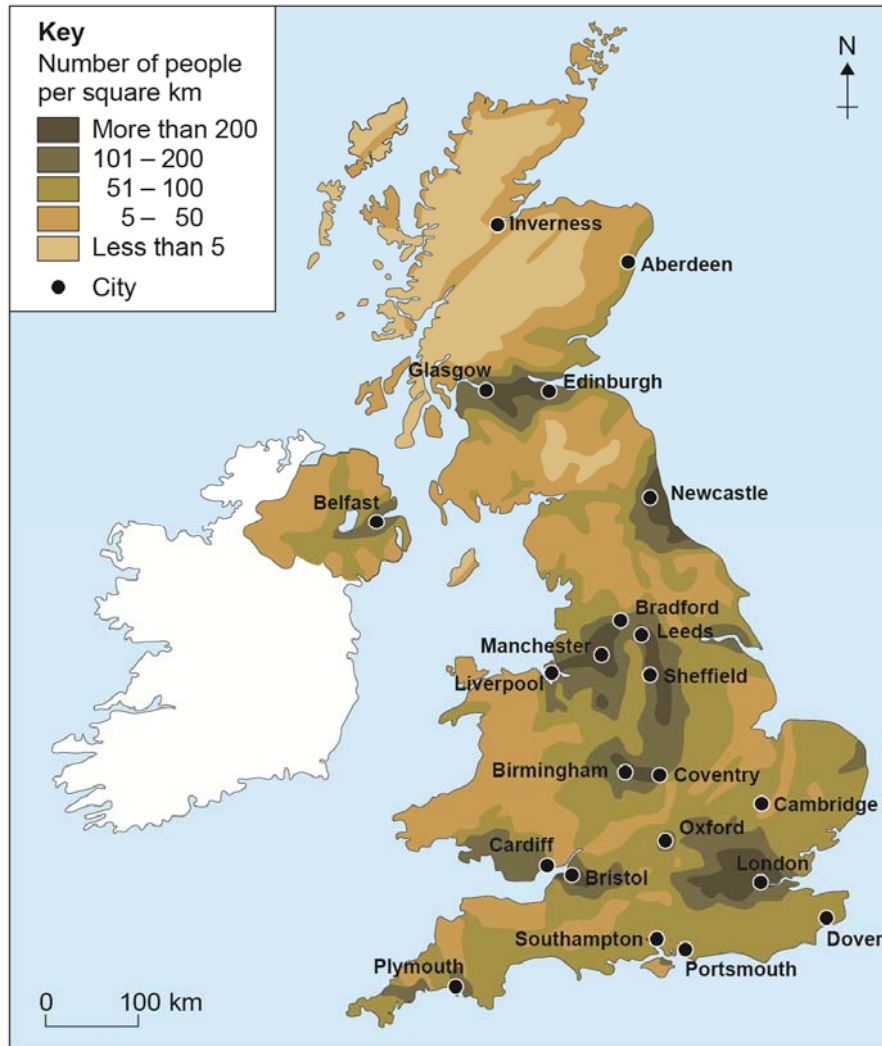 Key
Number of people
per square km
More than 200
101 – 200
51 – 100
5 – 50
Less than 5
City
N
Inverness
Aberdeen
Glasgow
Edinburgh
Belfast
Newcastle
Bradford
Leeds
Manchester
Liverpool
Sheffield
Birmingham
Coventry
Cambridge
Oxford
Cardiff
London
Bristol
Dover
Southampton
Portsmouth
Plymouth
0 100 km